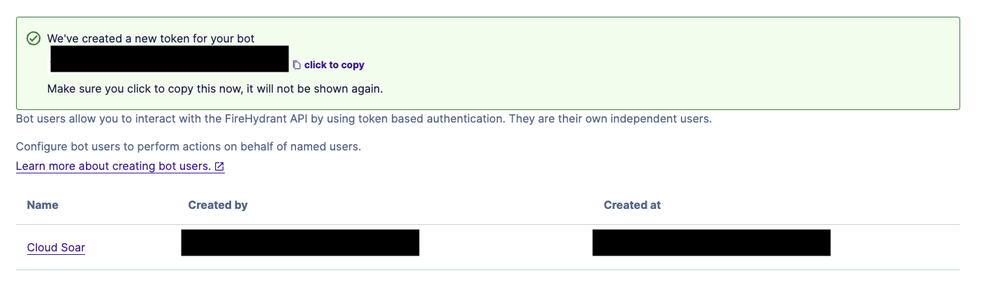 We've created a new token for your bot
click to copy
Make sure you click to copy this now, it will not be shown again.
Bot users allow you to interact with the FireHydrant API by using token based authentication. They are their own independent users.
Configure bot users to perform actions on behalf of named users.
Learn more about creating bot users.
Name Created by Created at
Cloud Soar